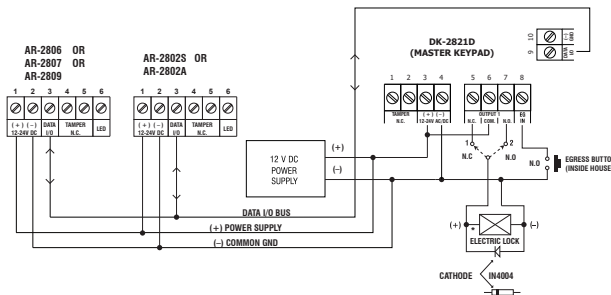 AR-2806 OR
AR-2807 OR
AR-2809
1 2 3 4 5 6
(+) (–) DATA TAMPER LED
12-24V DC I/O N.C.
AR-2802S OR
AR-2802A
1 2 3 4 5 6
(+) (–) DATA TAMPER LED
12-24V DC I/O N.C.
DK-2821D
(MASTER KEYPAD)
1 2 3 4 5 6 7 8
TAMPER (+) (–) OUTPUT 1 EG
N.C. 12-24V AC/DC N.C. COM. N.O. IN
10 (–) GND
9 DATA I/O
12 V DC
POWER
SUPPLY
(+)
(–)
1 2
N.C N.O
N.O
EGRESS BUTTO
(INSIDE HOUSE
DATA I/O BUS
(+) POWER SUPPLY
(–) COMMON GND
(+) * (–)
ELECTRIC LOCK
CATHODE IN4004